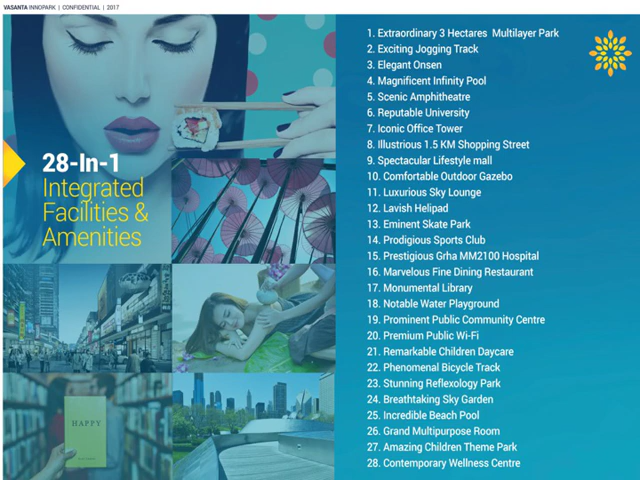 VASANTA INNOPARK | CONFIDENTIAL | 2017
28-In-1
Integrated
Facilities &
Amenities
HAPPY
1. Extraordinary 3 Hectares Multilayer Park
2. Exciting Jogging Track
3. Elegant Onsen
4. Magnificent Infinity Pool
5. Scenic Amphitheatre
6. Reputable University
7. Iconic Office Tower
8. Illustrious 1.5 KM Shopping Street
9. Spectacular Lifestyle mall
10. Comfortable Outdoor Gazebo
11. Luxurious Sky Lounge
12. Lavish Helipad
13. Eminent Skate Park
14. Prodigious Sports Club
15. Prestigious Grha MM2100 Hospital
16. Marvelous Fine Dining Restaurant
17. Monumental Library
18. Notable Water Playground
19. Prominent Public Community Centre
20. Premium Public Wi-Fi
21. Remarkable Children Daycare
22. Phenomenal Bicycle Track
23. Stunning Reflexology Park
24. Breathtaking Sky Garden
25. Incredible Beach Pool
26. Grand Multipurpose Room
27. Amazing Children Theme Park
28. Contemporary Wellness Centre